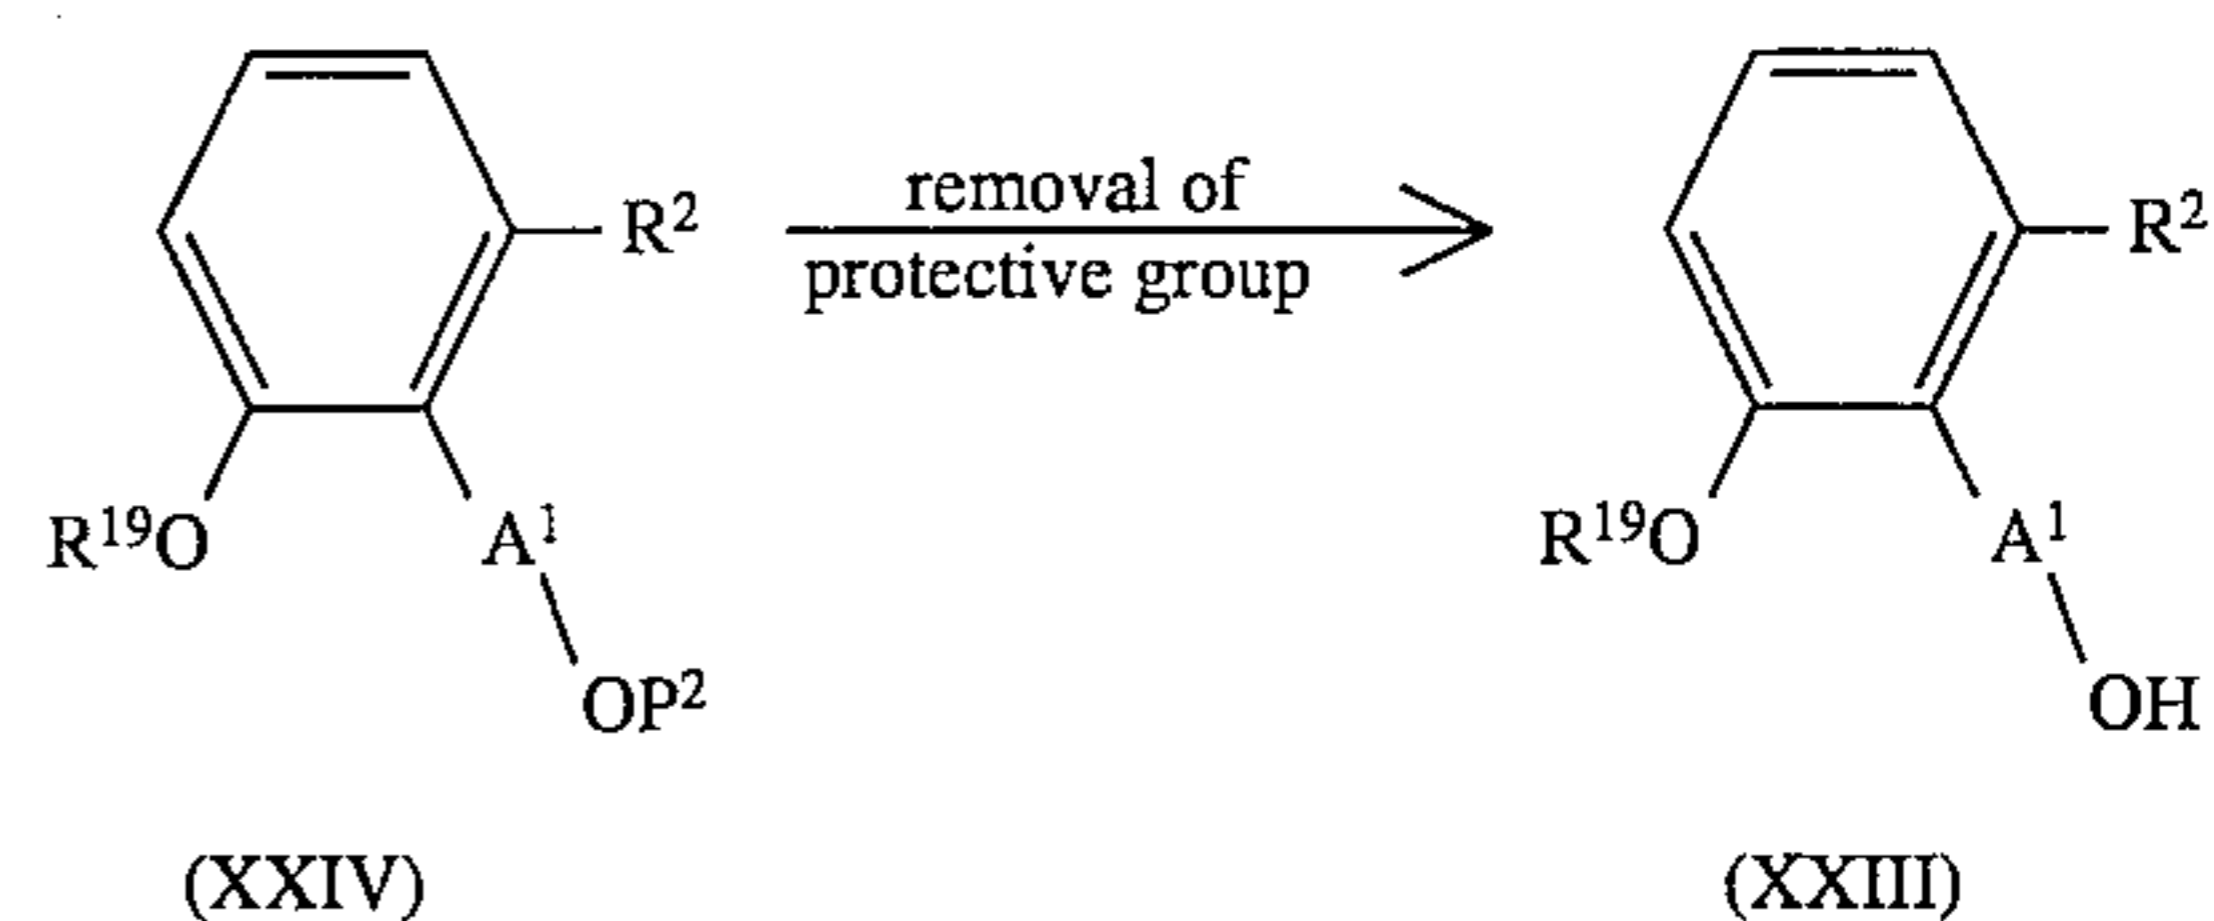 R² removal of R²
protective group
R¹⁹O A¹ R¹⁹O A¹
OP² OH
(XXIV) (XXIII)